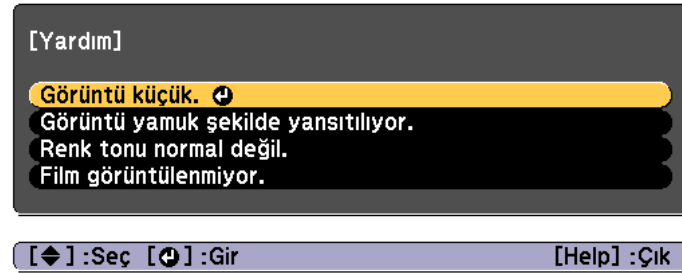 [Yardım]
Görüntü küçük.
Görüntü yamuk şekilde yansıtılıyor.
Renk tonu normal değil.
Film görüntülenmiyor.
[◆] :Seç [↵] :Gir [Help] :Çık